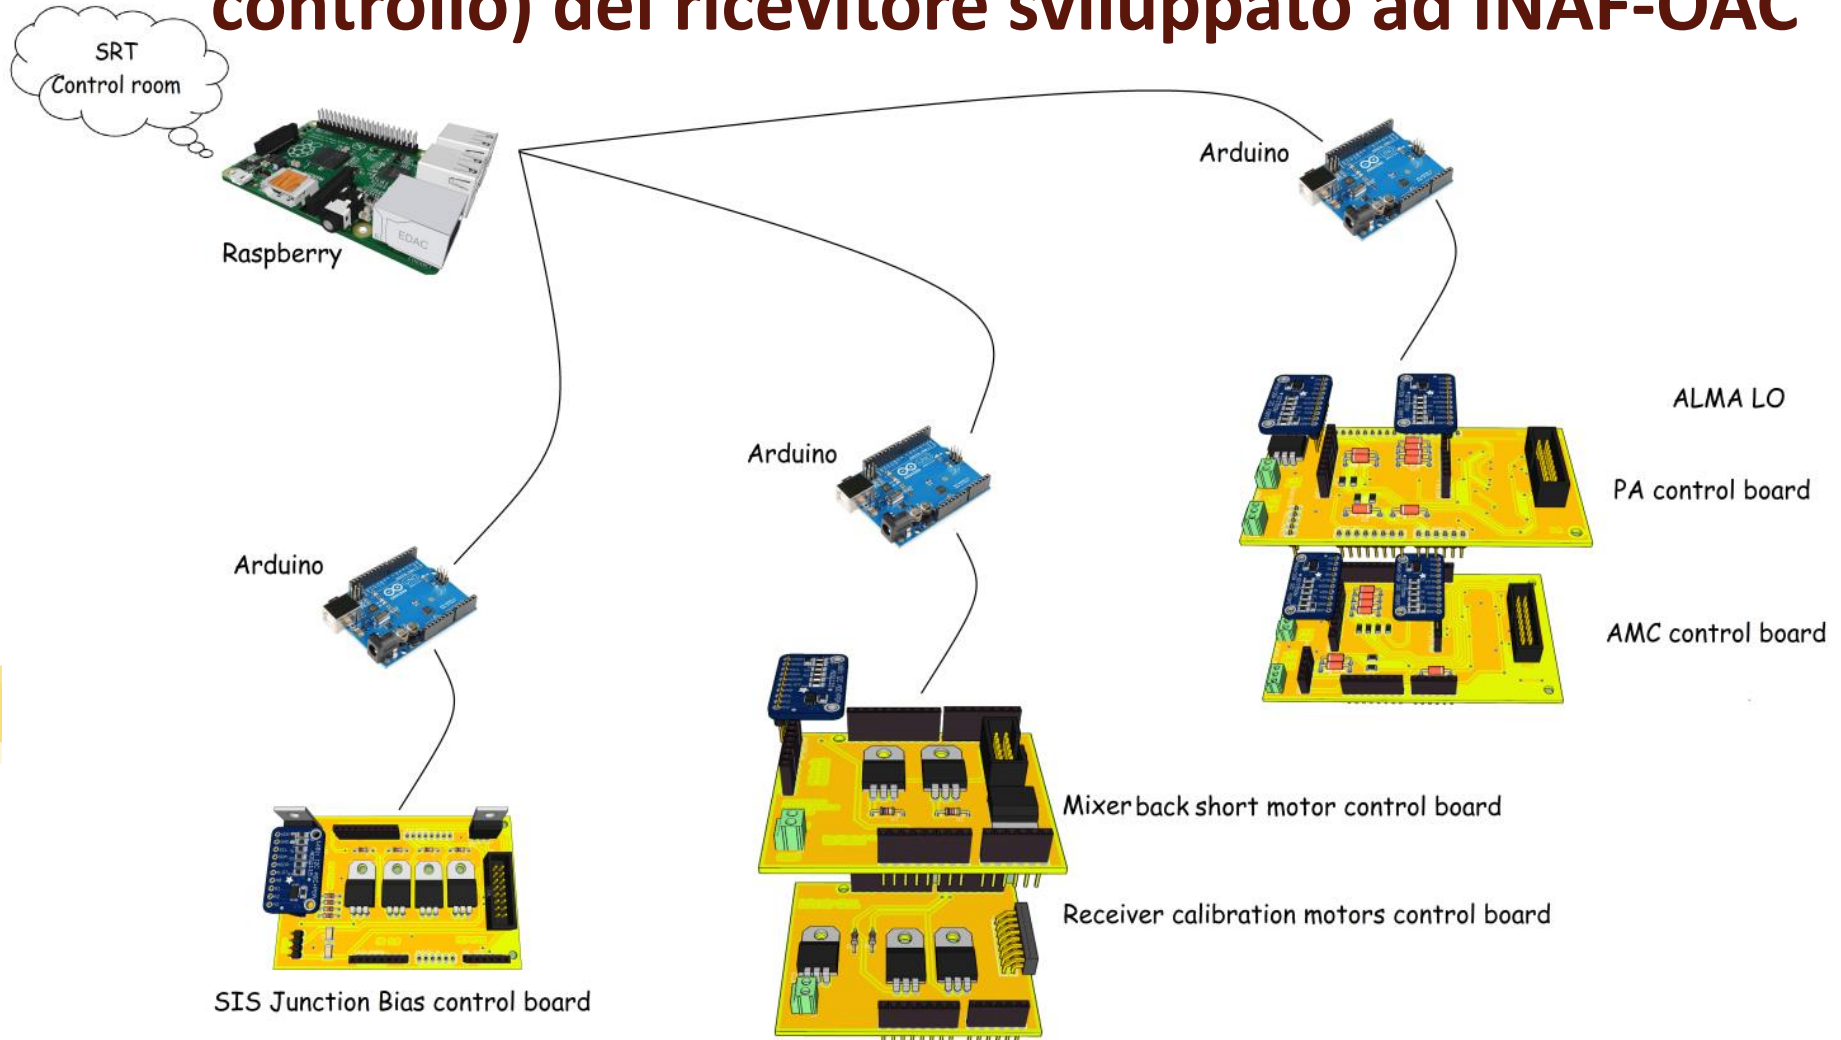 controllo) del ricevitore sviluppato ad INAF-OAC
SRT
Control room
Raspberry
EDAC
Arduino
Arduino
Arduino
ALMA LO
PA control board
AMC control board
Mixer back short motor control board
Receiver calibration motors control board
SIS Junction Bias control board